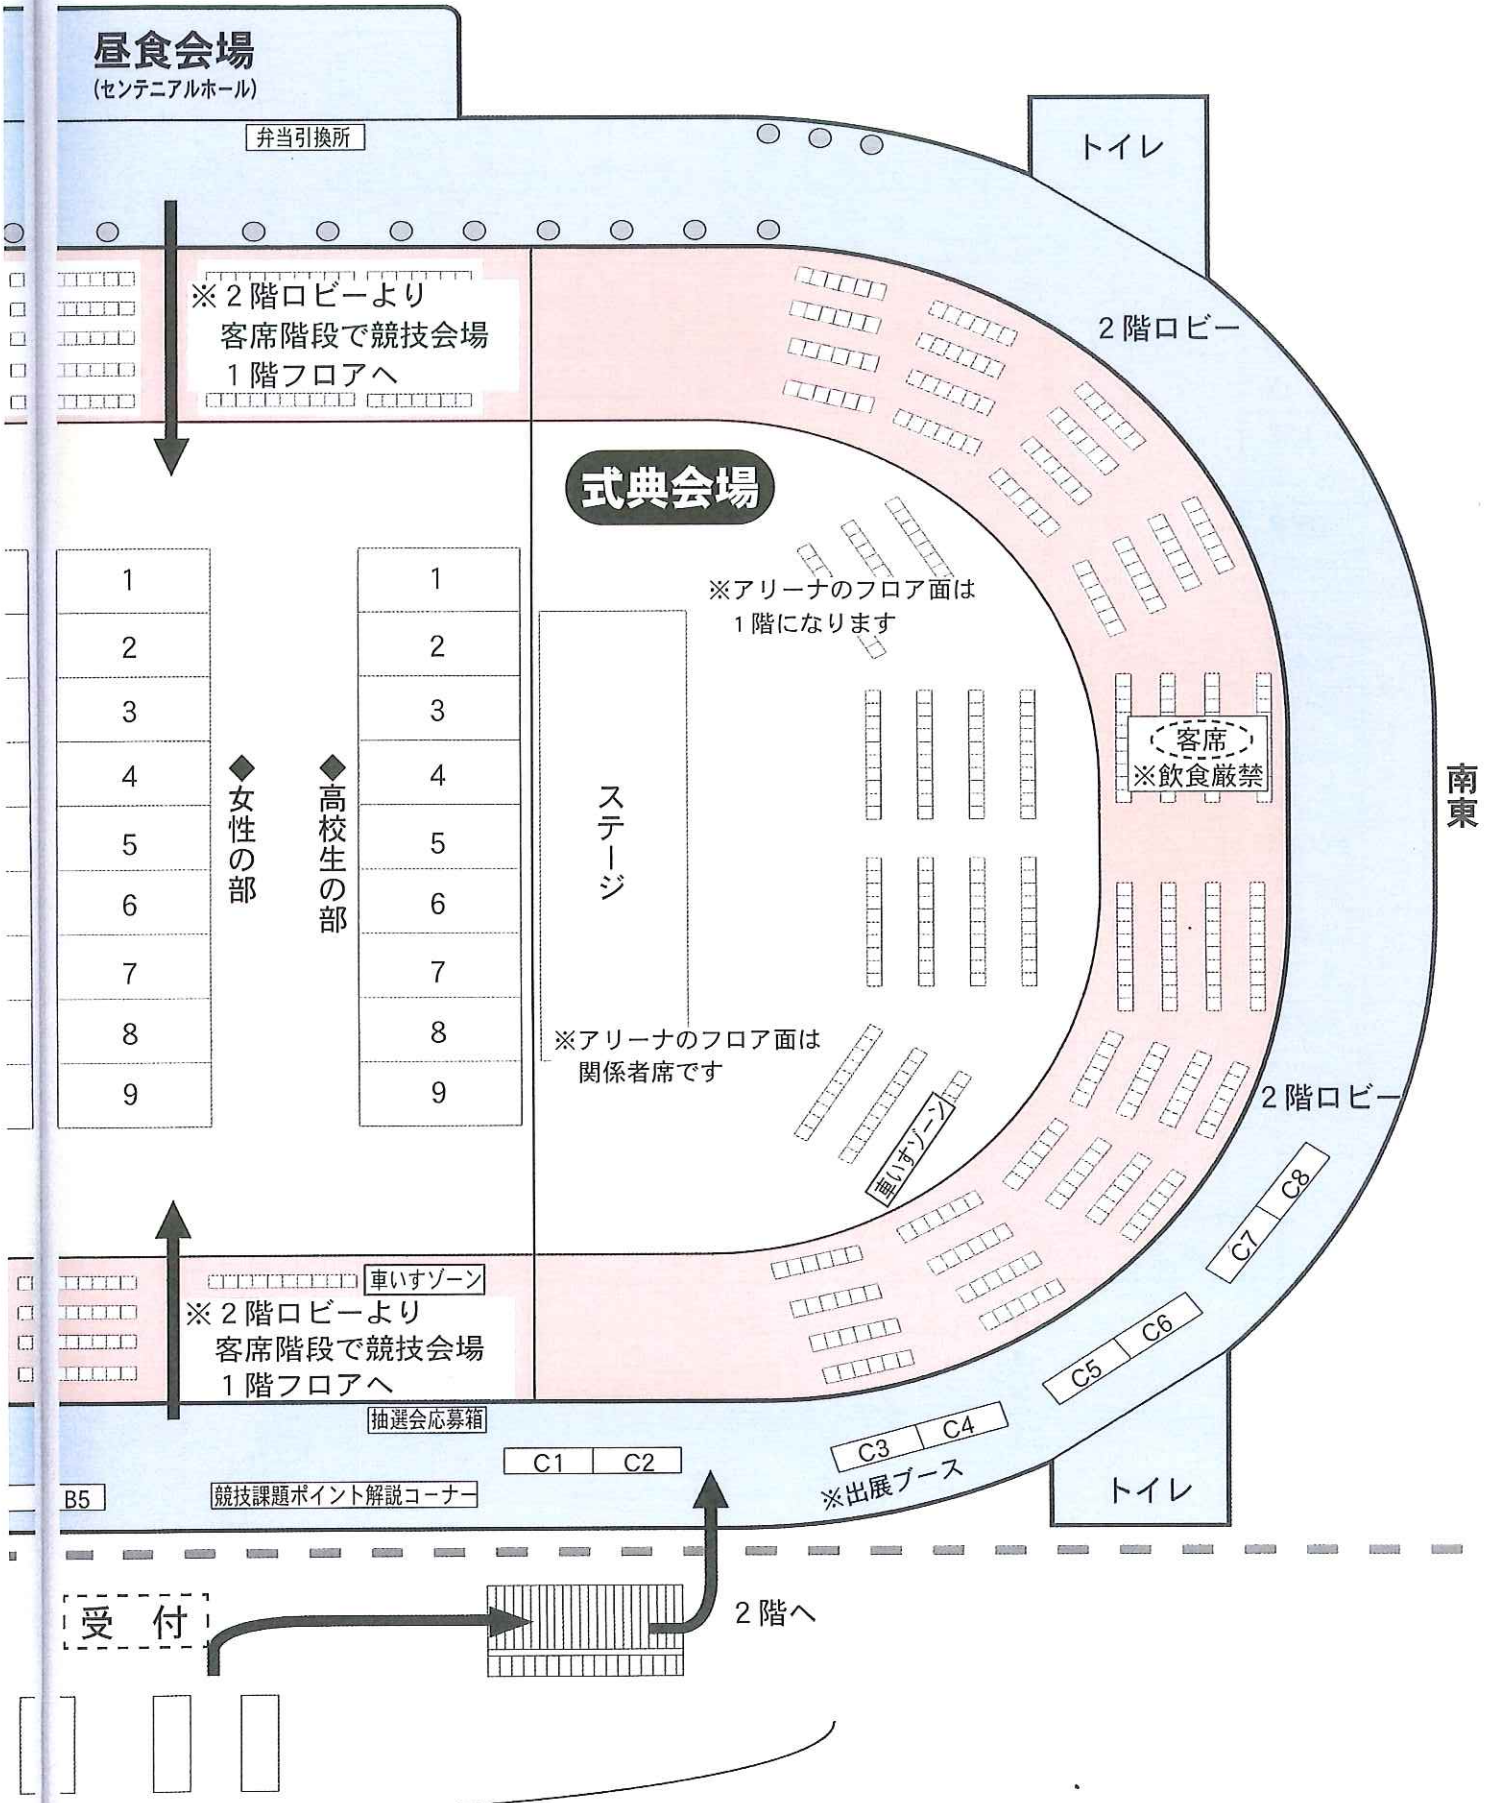 昼食会場
(センテニアルホール)
弁当引換所
トイレ
※２階ロビーより
客席階段で競技会場
１階フロアへ
２階ロビー
式典会場
※アリーナのフロア面は
１階になります
1
2
3
4
5
6
7
8
9
◆女性の部
◆高校生の部
1
2
3
4
5
6
7
8
9
ステージ
客席
※飲食厳禁
南東
※アリーナのフロア面は
関係者席です
車いすゾーン
２階ロビー
車いすゾーン
※２階ロビーより
客席階段で競技会場
１階フロアへ
抽選会応募箱
C1 C2
C3 C4
C5 C6
C7 C8
※出展ブース
B5
競技課題ポイント解説コーナー
トイレ
受 付
２階へ